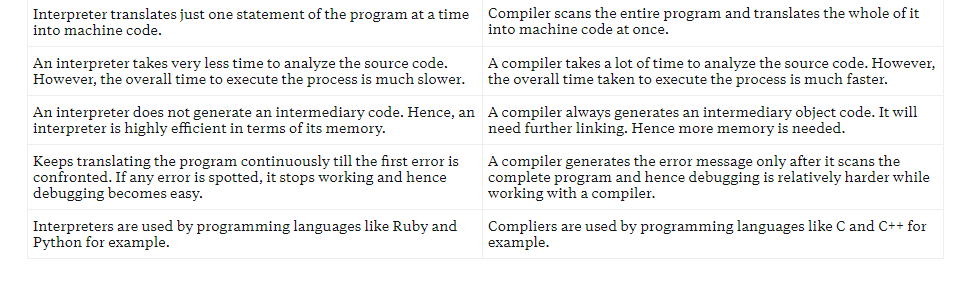 Interpreter translates just one statement of the program at a time
into machine code.
Compiler scans the entire program and translates the whole of it
into machine code at once.
An interpreter takes very less time to analyze the source code.
However, the overall time to execute the process is much slower.
A compiler takes a lot of time to analyze the source code. However,
the overall time taken to execute the process is much faster.
An interpreter does not generate an intermediary code. Hence, an
interpreter is highly efficient in terms of its memory.
A compiler always generates an intermediary object code. It will
need further linking. Hence more memory is needed.
Keeps translating the program continuously till the first error is
confronted. If any error is spotted, it stops working and hence
debugging becomes easy.
A compiler generates the error message only after it scans the
complete program and hence debugging is relatively harder while
working with a compiler.
Interpreters are used by programming languages like Ruby and
Python for example.
Compliers are used by programming languages like C and C++ for
example.